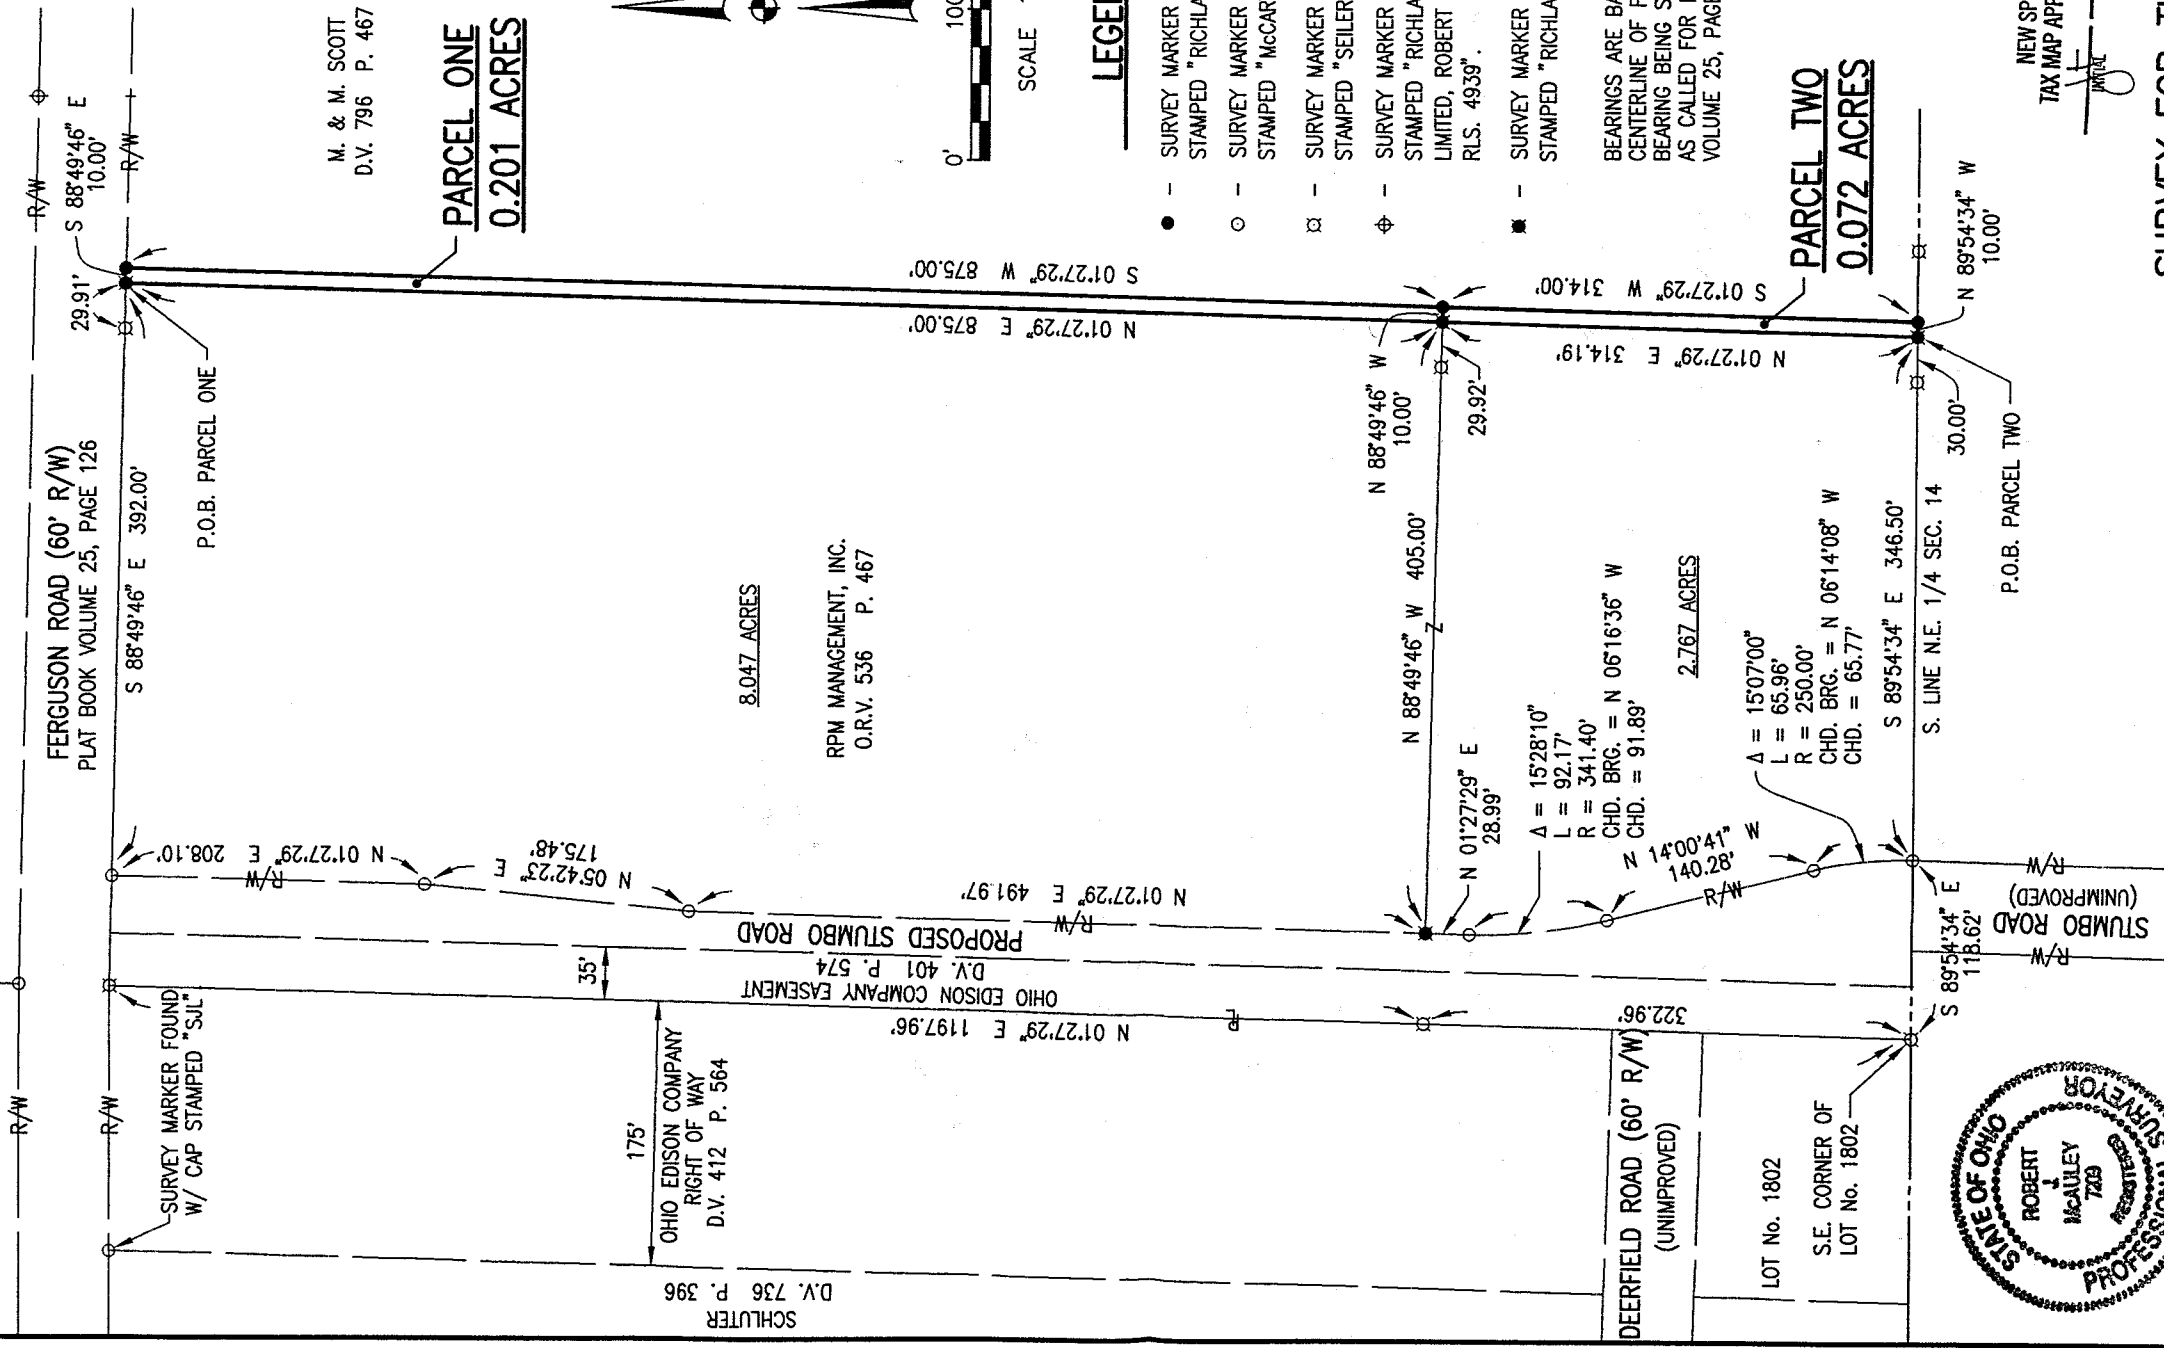 R/W
R/W
FERGUSON ROAD (60' R/W)
PLAT BOOK VOLUME 25, PAGE 126
R/W
R/W
S 88°49'46" E
10.00'
29.91'
S 88°49'46" E 392.00'
P.O.B. PARCEL ONE
M. & M. SCOTT
D.V. 796 P. 467
PARCEL ONE
0.201 ACRES
SURVEY MARKER FOUND
W/ CAP STAMPED "SJL"
N 01°27'29" E 208.10'
R/W
N 05°42'23" E
175.48'
N 01°27'29" E 491.97'
R/W
PROPOSED STUMBO ROAD
D.V. 401 P. 574
OHIO EDISON COMPANY EASEMENT
35'
N 01°27'29" E 1197.96'
175'
OHIO EDISON COMPANY
RIGHT OF WAY
D.V. 412 P. 564
SCHLUTER
D.V. 736 P. 396
8.047 ACRES
RPM MANAGEMENT, INC.
O.R.V. 536 P. 467
S 01°27'29" W 875.00'
N 01°27'29" E 875.00'
N 88°49'46" W
10.00'
29.92'
N 88°49'46" W 405.00'
Z
N 01°27'29" E
28.99'
Δ = 15°28'10"
L = 92.17'
R = 341.40'
CHD. BRG. = N 06°16'36" W
CHD. = 91.89'
2.767 ACRES
N 14°00'41" W
140.28'
R/W
Δ = 15°07'00"
L = 65.96'
R = 250.00'
CHD. BRG. = N 06°14'08" W
CHD. = 65.77'
S 01°27'29" W 314.00'
N 01°27'29" E 314.19'
PARCEL TWO
0.072 ACRES
N 89°54'34" W
10.00'
30.00'
S 89°54'34" E 346.50'
S. LINE N.E. 1/4 SEC. 14
P.O.B. PARCEL TWO
PL
322.96'
S 89°54'34" E
118.62'
R/W
STUMBO ROAD
(UNIMPROVED)
R/W
DEERFIELD ROAD (60' R/W)
(UNIMPROVED)
LOT No. 1802
S.E. CORNER OF
LOT No. 1802
STATE OF OHIO
ROBERT
J.
McAULEY
7209
REGISTERED
PROFESSIONAL SURVEYOR
0'
100
SCALE
LEGE
- SURVEY MARKER
STAMPED "RICHLA
- SURVEY MARKER
STAMPED "McCAR
- SURVEY MARKER
STAMPED "SEILER
- SURVEY MARKER
STAMPED "RICHLA
LIMITED, ROBERT
RLS. 4939".
- SURVEY MARKER
STAMPED "RICHLA
BEARINGS ARE BA
CENTERLINE OF F
BEARING BEING S
AS CALLED FOR
VOLUME 25, PAGE
NEW SP
TAX MAP APP
INITIAL
SURVEY FOR